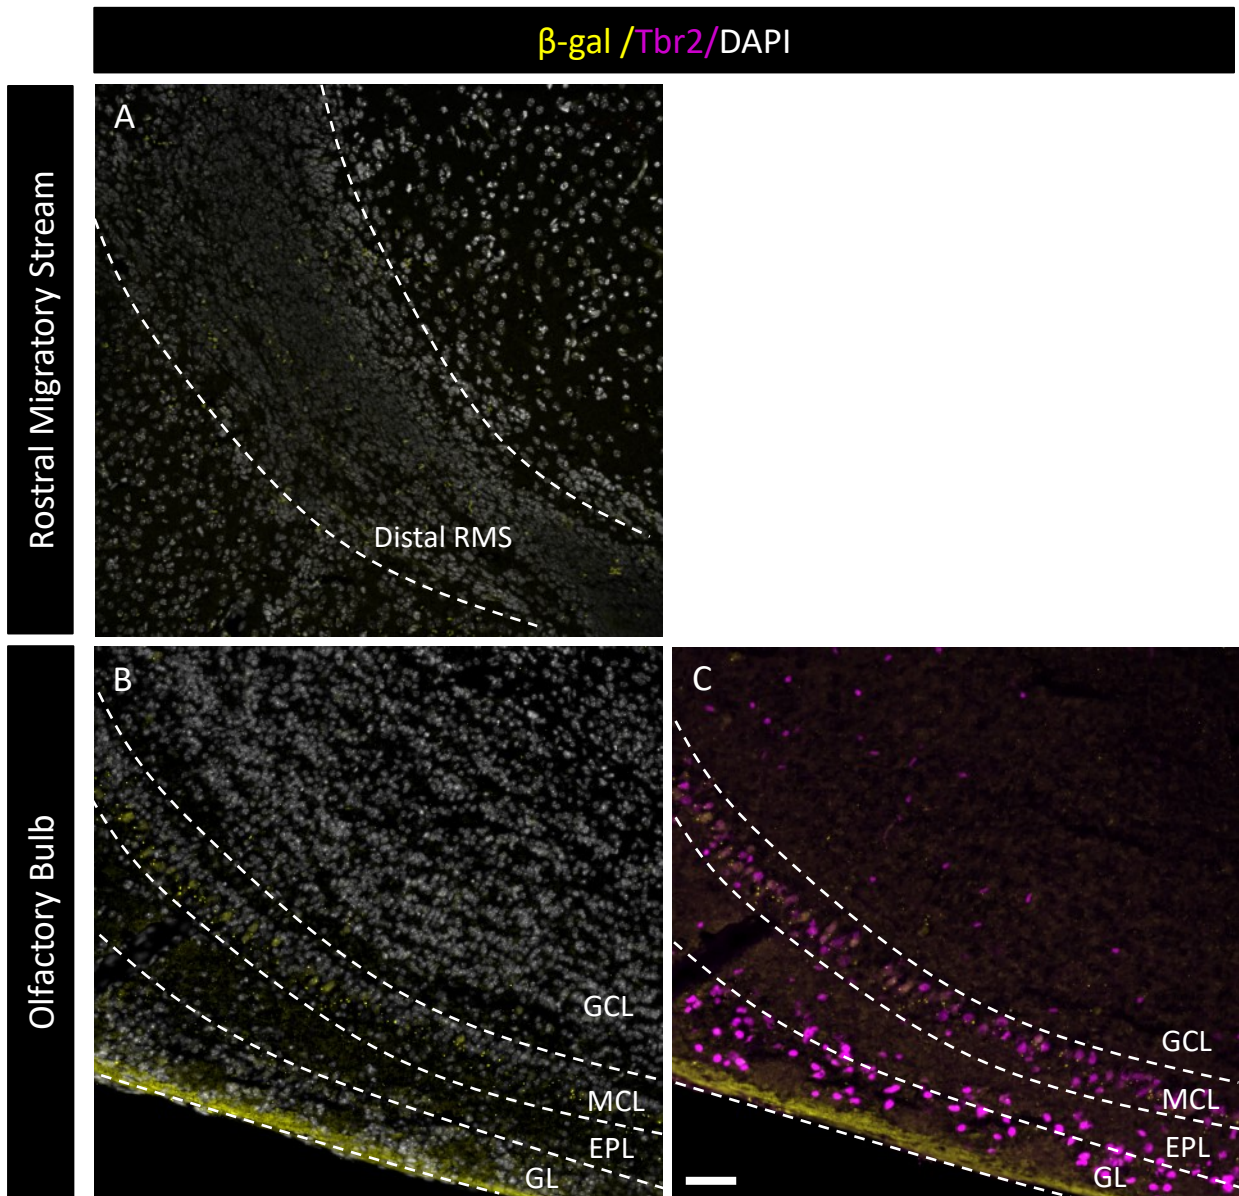 β-gal /Tbr2/DAPI
Rostral Migratory Stream
A
Distal RMS
Olfactory Bulb
B
GCL
MCL
EPL
GL
C
GCL
MCL
EPL
GL